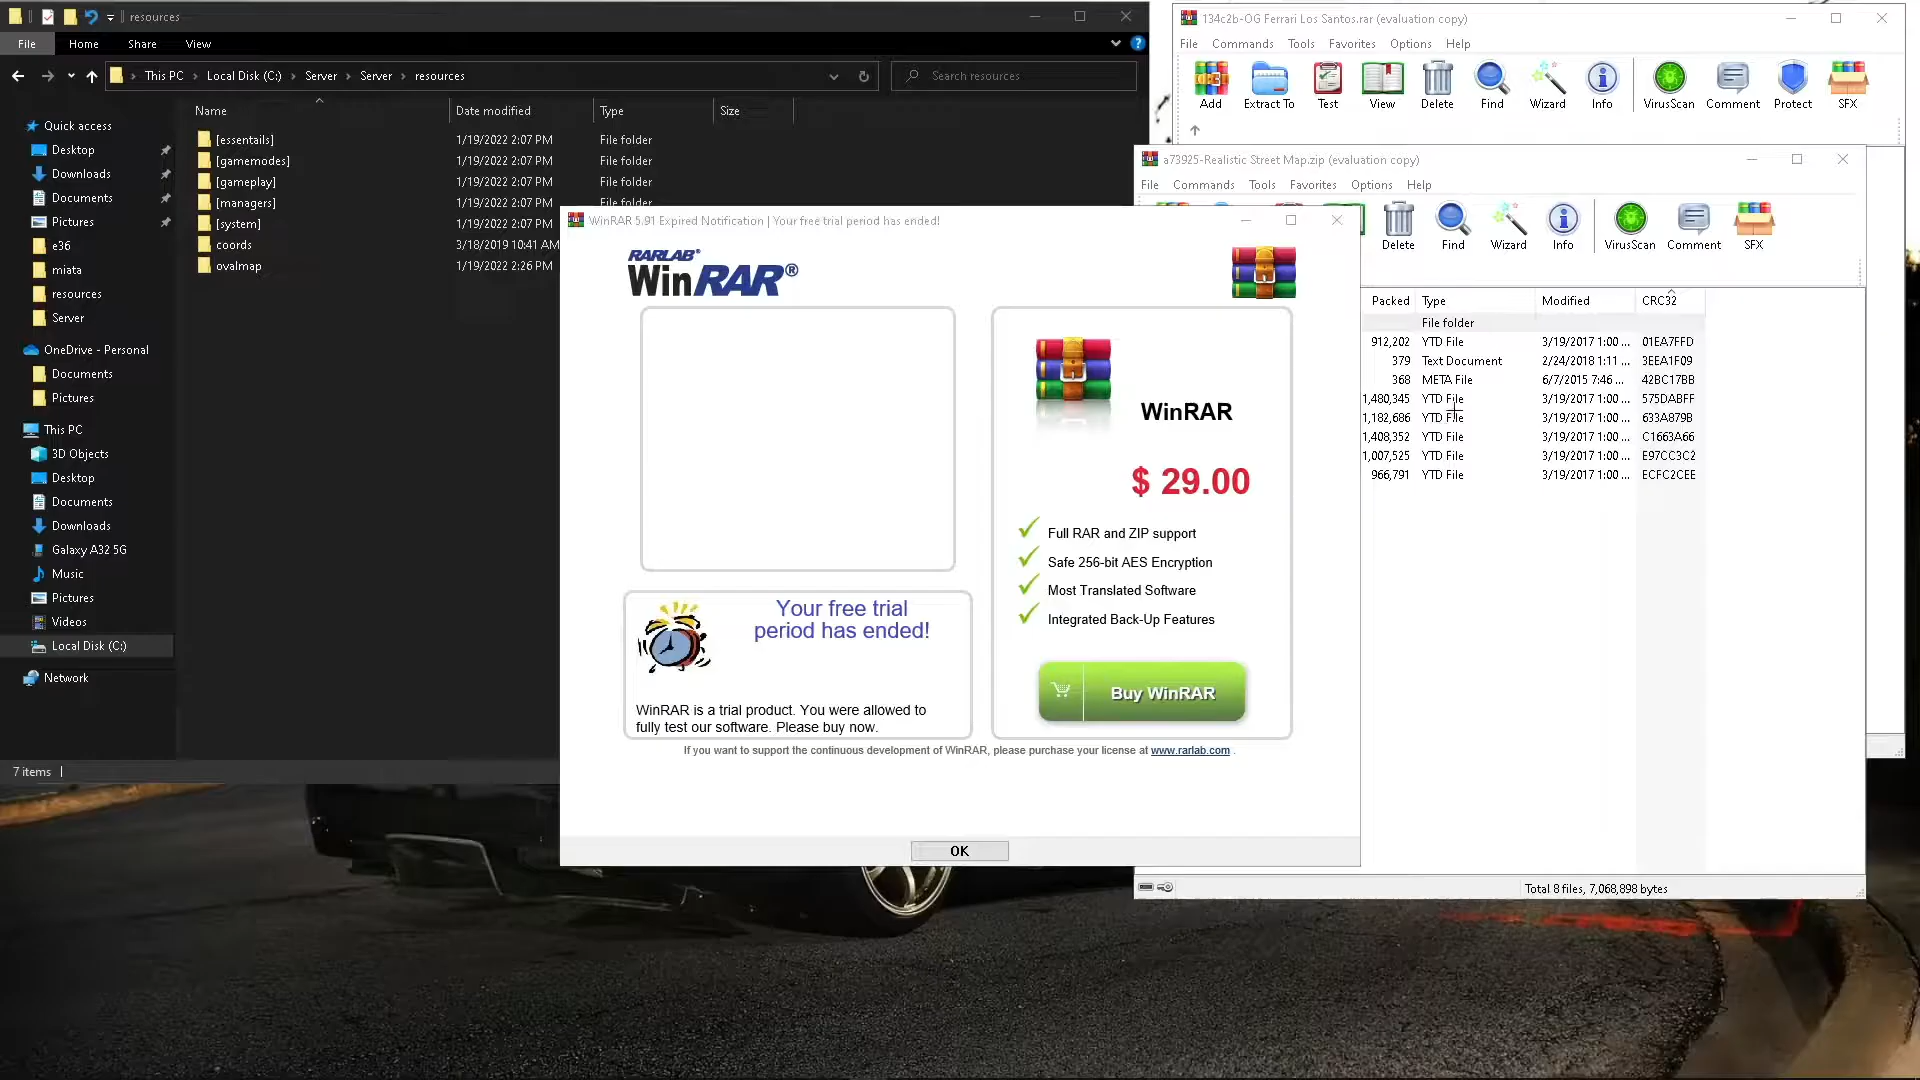 resources
File Home Share View
This PC Local Disk (C:) Server Server resources
Search resources
Name Date modified Type Size
Quick access
Desktop
Downloads
Documents
Pictures
e36
miata
resources
Server
OneDrive - Personal
Documents
Pictures
This PC
3D Objects
Desktop
Documents
Downloads
Galaxy A32 5G
Music
Pictures
Videos
Local Disk (C:)
Network
[essentails] 1/19/2022 2:07 PM File folder
[gamemodes] 1/19/2022 2:07 PM File folder
[gameplay] 1/19/2022 2:07 PM File folder
[managers] 1/19/2022 2:07 PM File folder
[system] 1/19/2022 2:07 PM
coords 3/18/2019 10:41 AM
ovalmap 1/19/2022 2:26 PM
7 items
134c2b-OG Ferrari Los Santos.rar (evaluation copy)
File Commands Tools Favorites Options Help
Add Extract To Test View Delete Find Wizard Info VirusScan Comment Protect SFX
a73925-Realistic Street Map.zip (evaluation copy)
File Commands Tools Favorites Options Help
Delete Find Wizard Info VirusScan Comment SFX
Packed Type Modified CRC32
File folder
912,202 YTD File 3/19/2017 1:00 ... 01EA7FFD
379 Text Document 2/24/2018 1:11 ... 3EEA1F09
368 META File 6/7/2015 7:46 ... 42BC17BB
1,480,345 YTD File 3/19/2017 1:00 ... 575DABFF
1,182,686 YTD File 3/19/2017 1:00 ... 633A879B
1,408,352 YTD File 3/19/2017 1:00 ... C1663A66
1,007,525 YTD File 3/19/2017 1:00 ... E97CC3C2
966,791 YTD File 3/19/2017 1:00 ... ECFC2CEE
Total 8 files, 7,068,898 bytes
WinRAR 5.91 Expired Notification | Your free trial period has ended!
RARLAB®
WinRAR®
Your free trial
period has ended!
WinRAR is a trial product. You were allowed to
fully test our software. Please buy now.
WinRAR
$ 29.00
Full RAR and ZIP support
Safe 256-bit AES Encryption
Most Translated Software
Integrated Back-Up Features
Buy WinRAR
If you want to support the continuous development of WinRAR, please purchase your license at www.rarlab.com .
OK